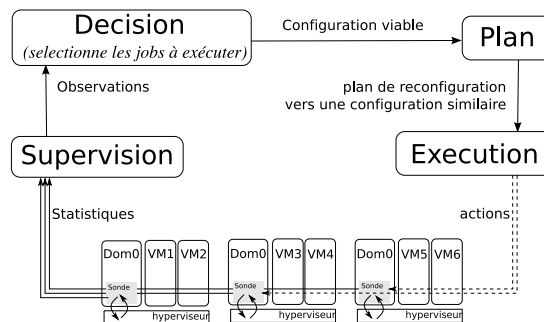 Decision
(selectionne les jobs à exécuter)
Configuration viable
Plan
Observations
plan de reconfiguration
vers une configuration similaire
Supervision
Execution
Statistiques
actions
Dom0 VM1 VM2
Dom0 VM3 VM4
Dom0 VM5 VM6
Sonde
Sonde
Sonde
hyperviseur
hyperviseur
hyperviseur